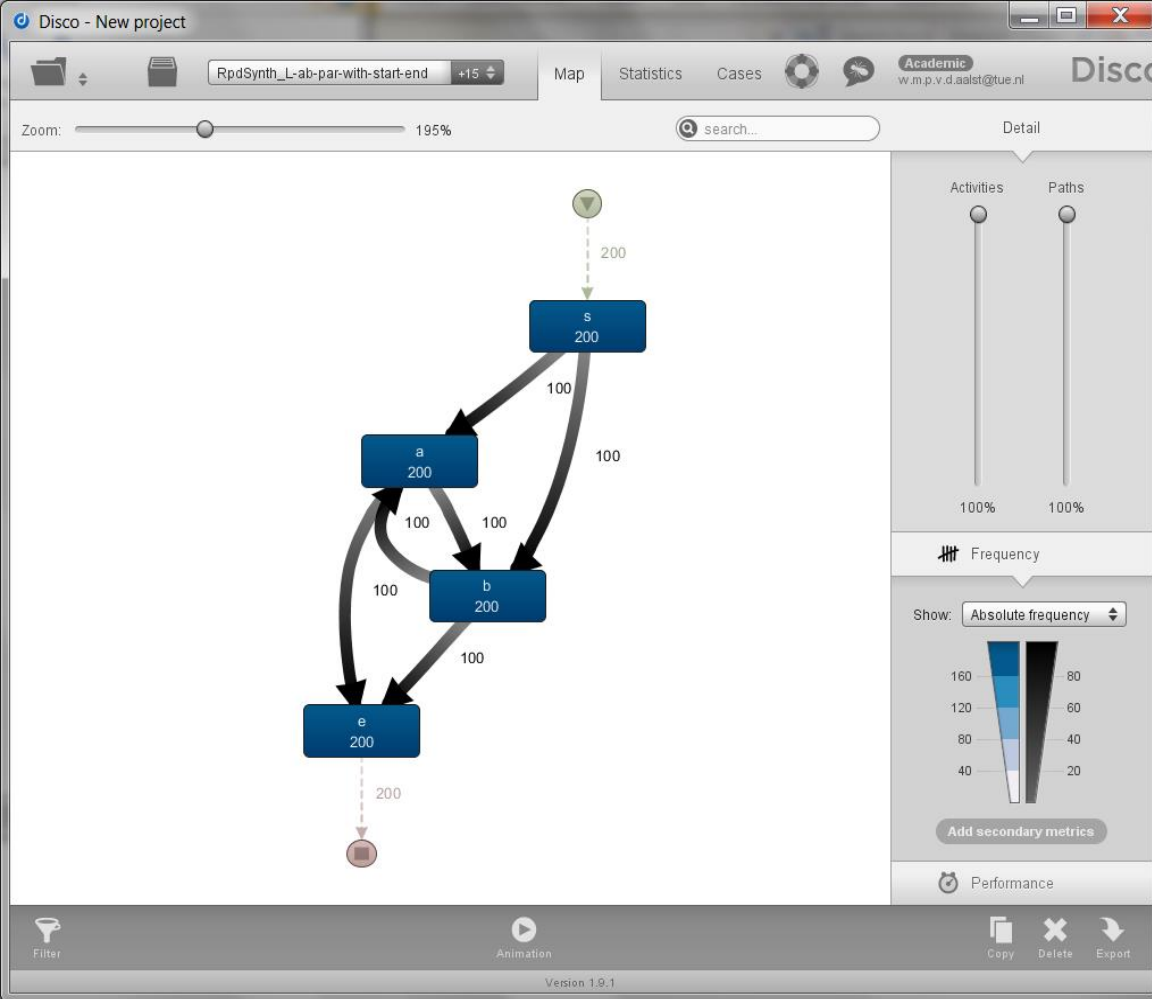 Disco - New project
RpdSynth_L-ab-par-with-start-end +15
Map
Statistics
Cases
Academic
w.m.p.v.d.aalst@tue.nl
Disco
Zoom:
195%
search...
Detail
Activities
Paths
200
s
200
100
100
a
200
100
100
100
b
200
100
e
200
200
100%
100%
Frequency
Show:
Absolute frequency
160
80
120
60
80
40
40
20
Add secondary metrics
Performance
Filter
Animation
Copy
Delete
Export
Version 1.9.1